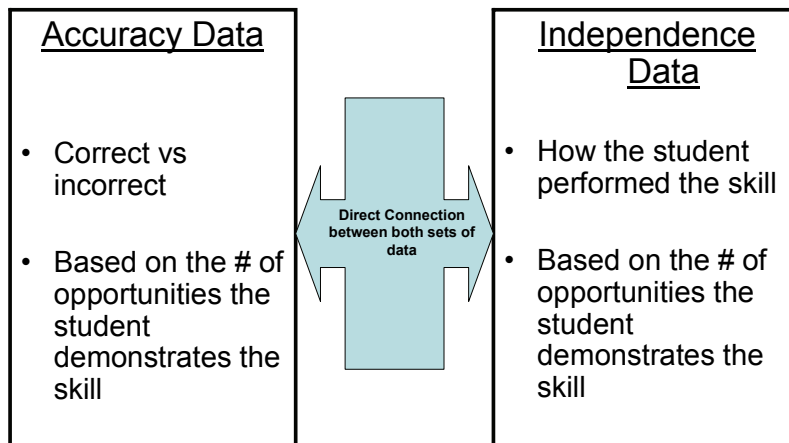 Accuracy Data
• Correct vs
incorrect
• Based on the # of
opportunities the
student
demonstrates the
skill
Direct Connection
between both sets of
data
Independence
Data
• How the student
performed the skill
• Based on the # of
opportunities the
student
demonstrates the
skill